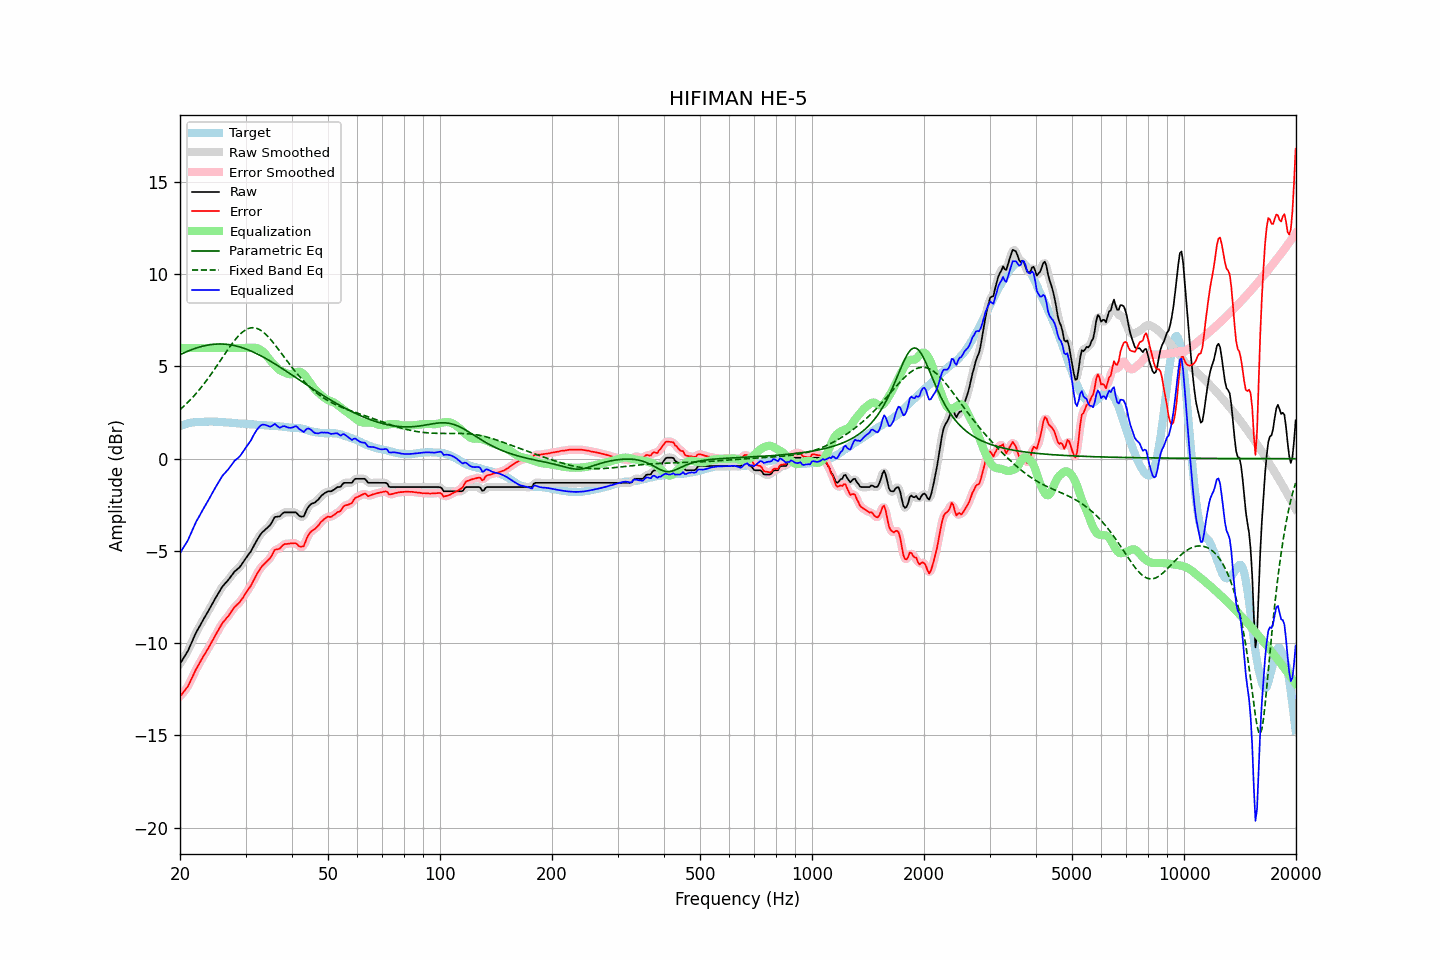 HIFIMAN HE-5
Target
Raw Smoothed
Error Smoothed
Raw
Error
Equalization
Parametric Eq
Fixed Band Eq
Equalized
15
10
5
0
−5
−10
−15
−20
Amplitude (dBr)
20
50
100
200
500
1000
2000
5000
10000
20000
Frequency (Hz)